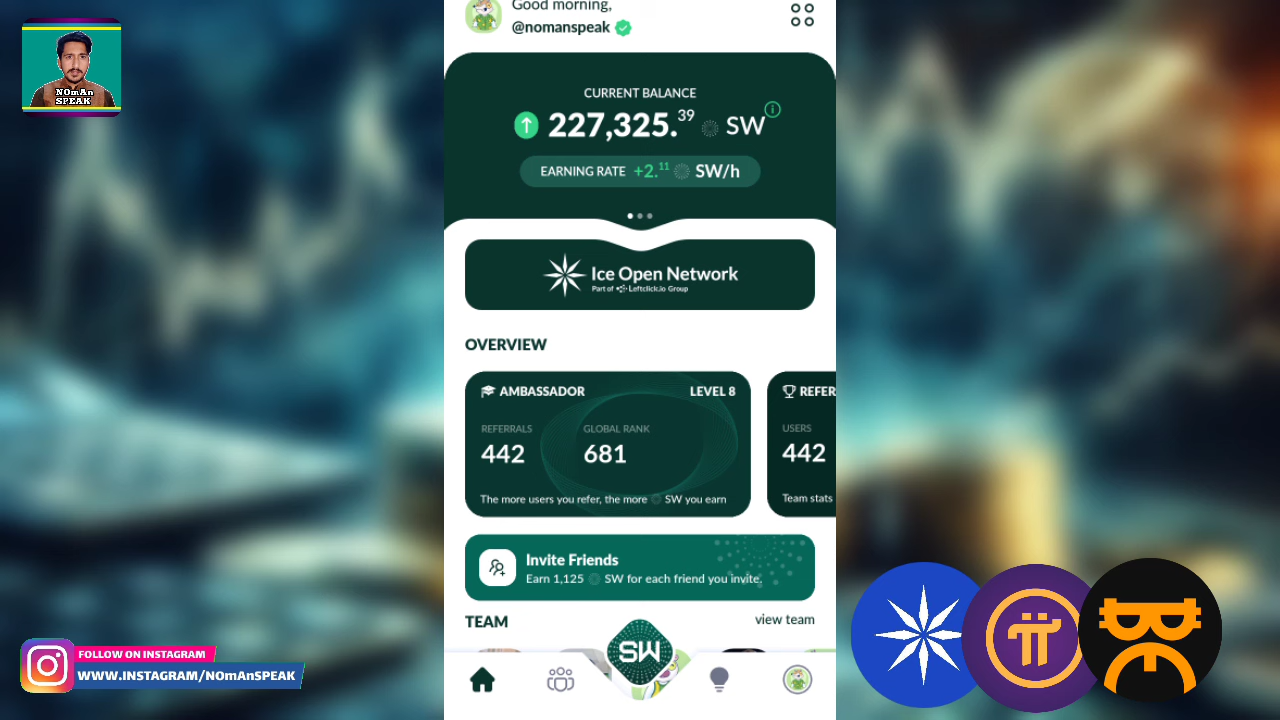 Good morning,
@nomanspeak
NOmAn
SPEAK
CURRENT BALANCE
227,325.39 SW
EARNING RATE +2.11 SW/h
Ice Open Network
Part of Leftclick.io Group
OVERVIEW
AMBASSADOR LEVEL 8
REFERRALS GLOBAL RANK
442 681
The more users you refer, the more SW you earn
REFER
USERS
442
Team stats
Invite Friends
Earn 1,125 SW for each friend you invite.
TEAM view team
SW
FOLLOW ON INSTAGRAM
WWW.INSTAGRAM/NOmAnSPEAK